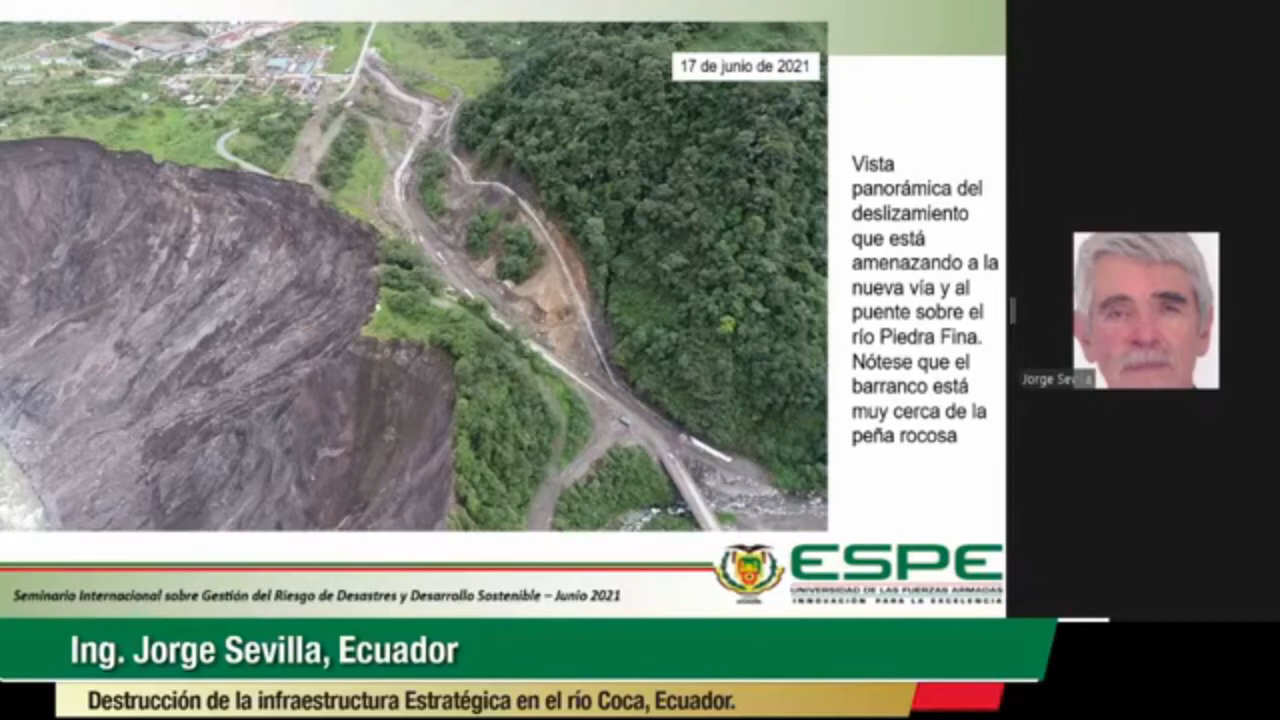 17 de junio de 2021
Vista
panorámica del
deslizamiento
que está
amenazando a la
nueva vía y al
puente sobre el
río Piedra Fina.
Nótese que el
barranco está
muy cerca de la
peña rocosa
Jorge Sevilla
ESPE
UNIVERSIDAD DE LAS FUERZAS ARMADAS
INNOVACIÓN PARA LA EXCELENCIA
Seminario Internacional sobre Gestión del Riesgo de Desastres y Desarrollo Sostenible – Junio 2021
Ing. Jorge Sevilla, Ecuador
Destrucción de la infraestructura Estratégica en el río Coca, Ecuador.